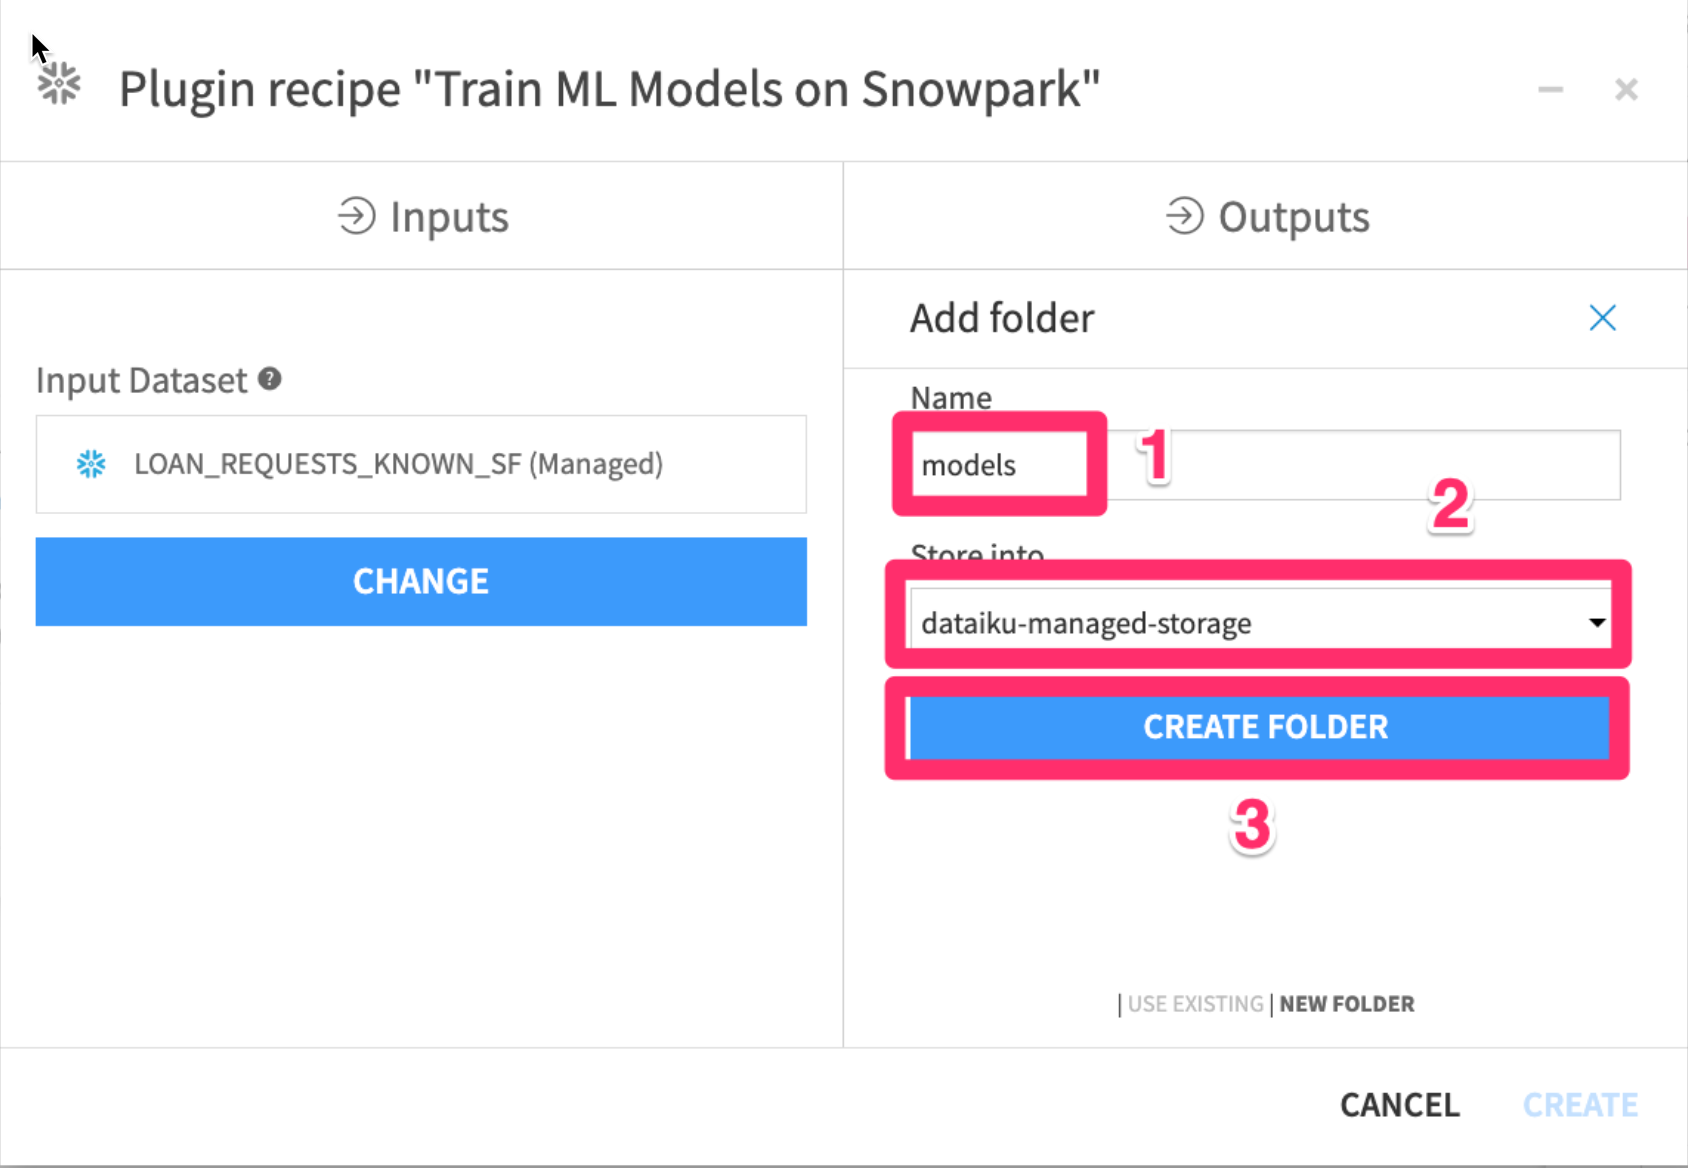 Plugin recipe "Train ML Models on Snowpark"
Inputs
Outputs
Add folder
Input Dataset ?
Name
LOAN_REQUESTS_KNOWN_SF (Managed)
models
1
2
CHANGE
Store into
dataiku-managed-storage
CREATE FOLDER
3
| USE EXISTING | NEW FOLDER
CANCEL
CREATE